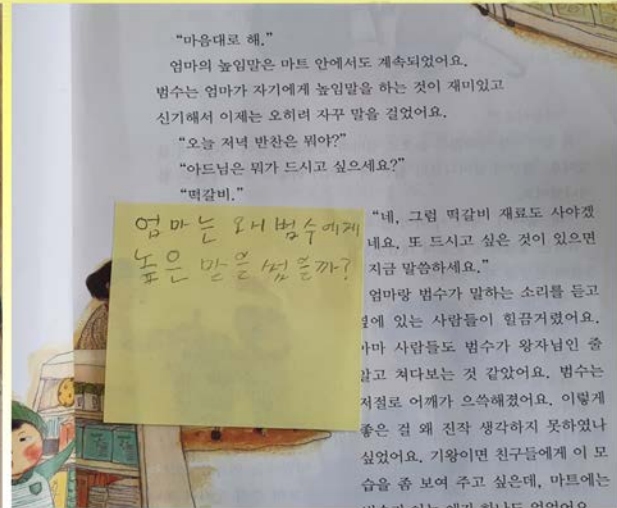 “마음대로 해.”
엄마의 높임말은 마트 안에서도 계속되었어요.
범수는 엄마가 자기에게 높임말을 하는 것이 재미있고
신기해서 이제는 오히려 자꾸 말을 걸었어요.
“오늘 저녁 반찬은 뭐야?”
“아드님은 뭐가 드시고 싶으세요?”
“떡갈비.”
엄마는 왜 범수에게
높은 말을 썼을까?
“네, 그럼 떡갈비 재료도 사야겠
네요. 또 드시고 싶은 것이 있으면
지금 말씀하세요.”
엄마랑 범수가 말하는 소리를 듣고
옆에 있는 사람들이 힐끔거렸어요.
아마 사람들도 범수가 왕자님인 줄
알고 쳐다보는 것 같았어요. 범수는
저절로 어깨가 으쓱해졌어요. 이렇게
좋은 걸 왜 진작 생각하지 못하였나
싶었어요. 기왕이면 친구들에게 이 모
습을 좀 보여 주고 싶은데, 마트에는